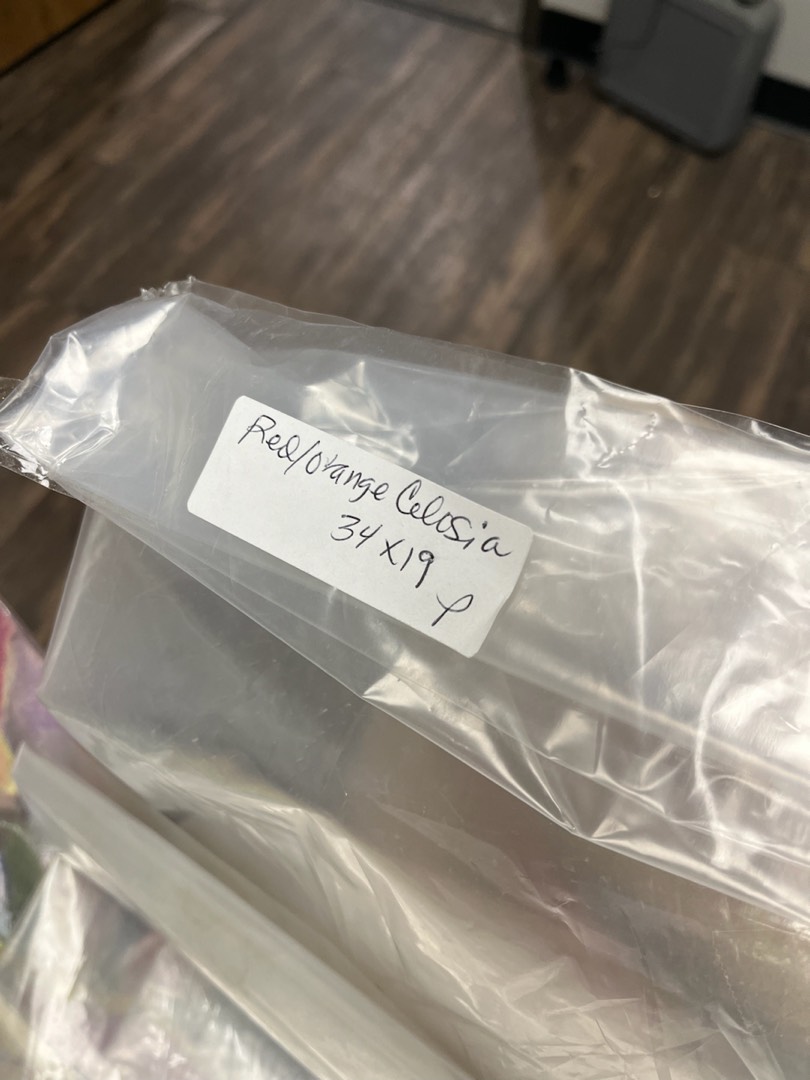 Red/Orange Celosia
34 x 19